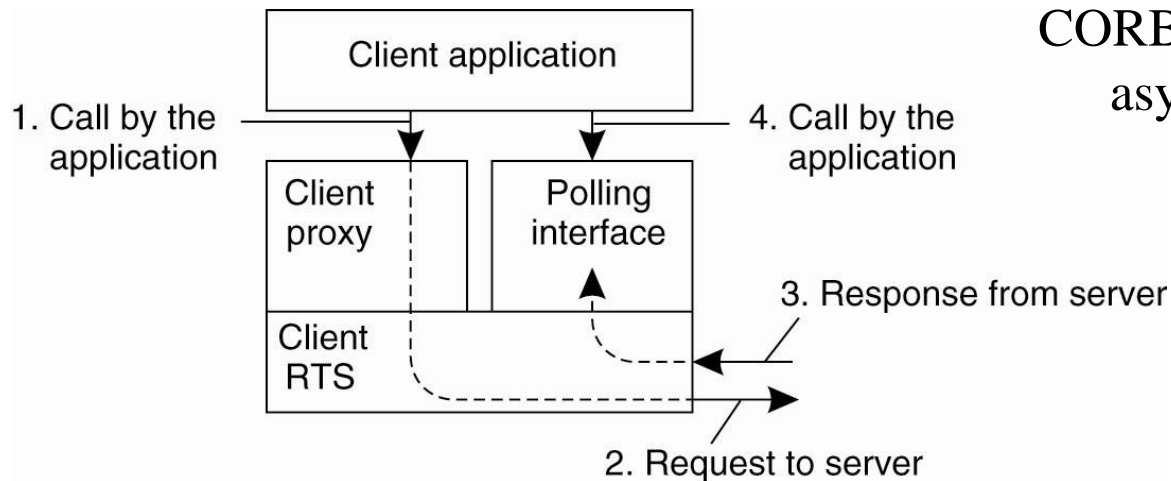 CORB
asy
Client application
1. Call by the
application
4. Call by the
application
Client
proxy
Polling
interface
3. Response from server
Client
RTS
2. Request to server